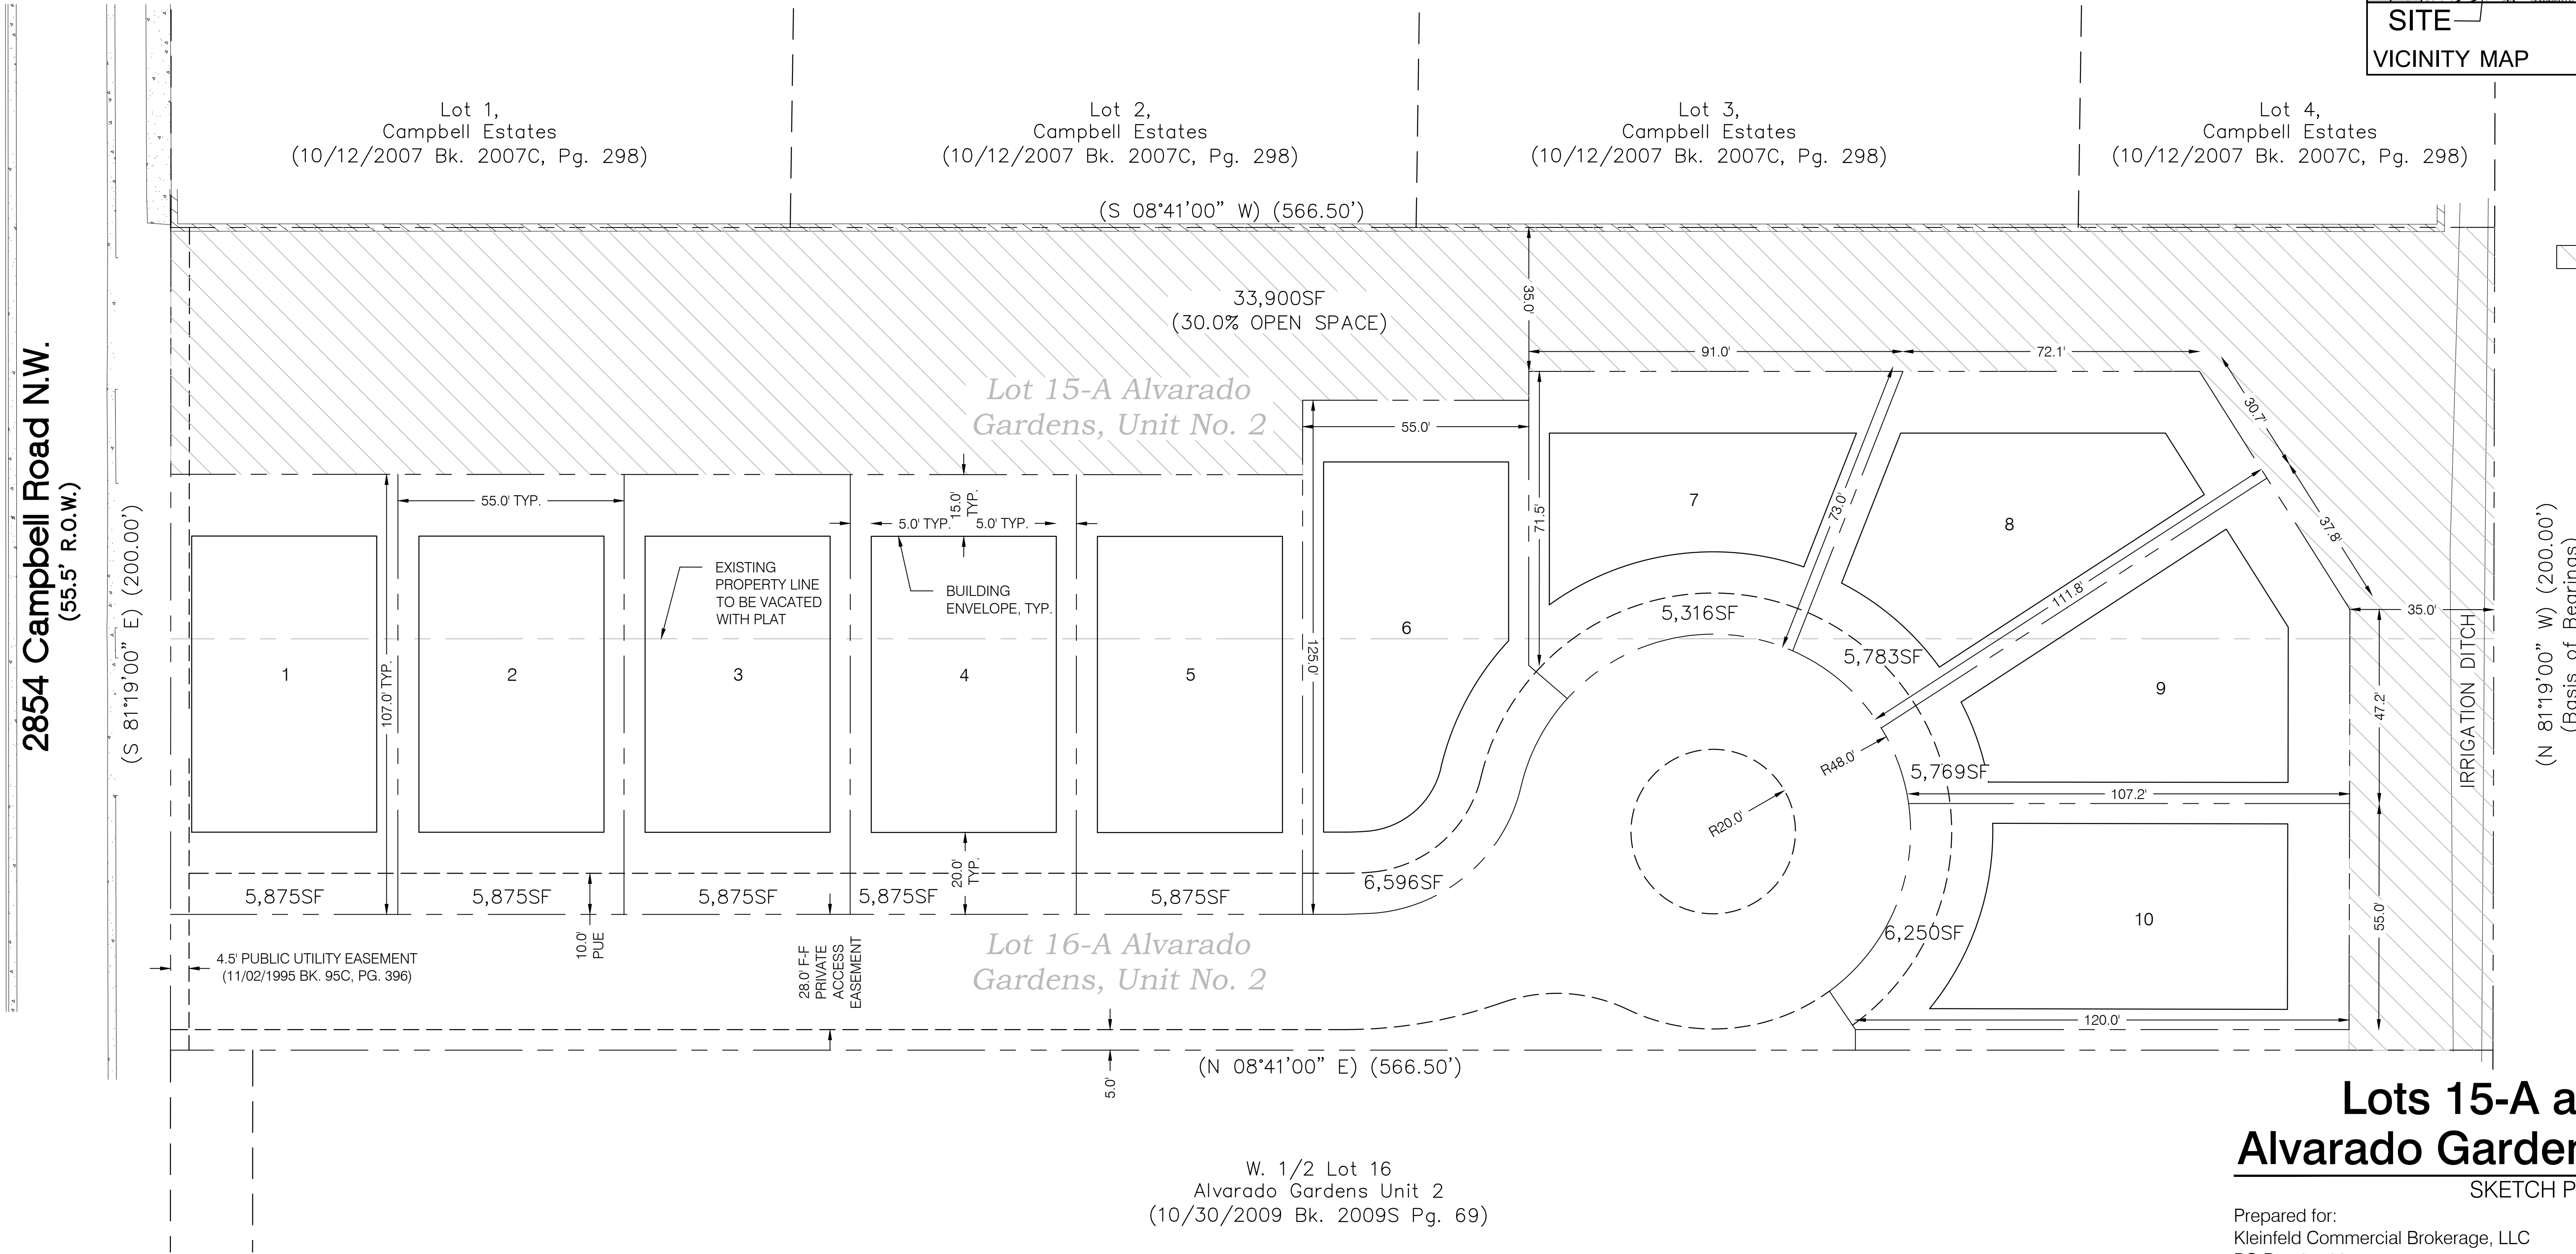 SITE
VICINITY MAP
Lot 1,
Campbell Estates
(10/12/2007 Bk. 2007C, Pg. 298)
Lot 2,
Campbell Estates
(10/12/2007 Bk. 2007C, Pg. 298)
Lot 3,
Campbell Estates
(10/12/2007 Bk. 2007C, Pg. 298)
Lot 4,
Campbell Estates
(10/12/2007 Bk. 2007C, Pg. 298)
(S 08°41'00" W) (566.50')
2854 Campbell Road N.W.
(55.5' R.O.W.)
(S 81°19'00" E) (200.00')
33,900SF
(30.0% OPEN SPACE)
35.0'
91.0'
72.1'
30.7'
37.8'
Lot 15-A Alvarado
Gardens, Unit No. 2
55.0'
55.0' TYP.
15.0'
TYP.
5.0' TYP.
5.0' TYP.
71.5'
73.0'
7
8
EXISTING
PROPERTY LINE
TO BE VACATED
WITH PLAT
BUILDING
ENVELOPE, TYP.
107.0' TYP.
125.0'
1
2
3
4
5
6
5,316SF
5,783SF
111.8'
9
35.0'
47.2'
IRRIGATION DITCH
(N 81°19'00" W) (200.00')
(Basis of Bearings)
R48.0'
R20.0'
5,769SF
107.2'
55.0'
10
6,250SF
120.0'
20.0'
TYP.
5,875SF
5,875SF
5,875SF
5,875SF
5,875SF
6,596SF
10.0'
PUE
4.5' PUBLIC UTILITY EASEMENT
(11/02/1995 BK. 95C, PG. 396)
28.0' F-F
PRIVATE
ACCESS
EASEMENT
Lot 16-A Alvarado
Gardens, Unit No. 2
5.0'
(N 08°41'00" E) (566.50')
W. 1/2 Lot 16
Alvarado Gardens Unit 2
(10/30/2009 Bk. 2009S Pg. 69)
Lots 15-A a
Alvarado Garden
SKETCH P
Prepared for:
Kleinfeld Commercial Brokerage, LLC